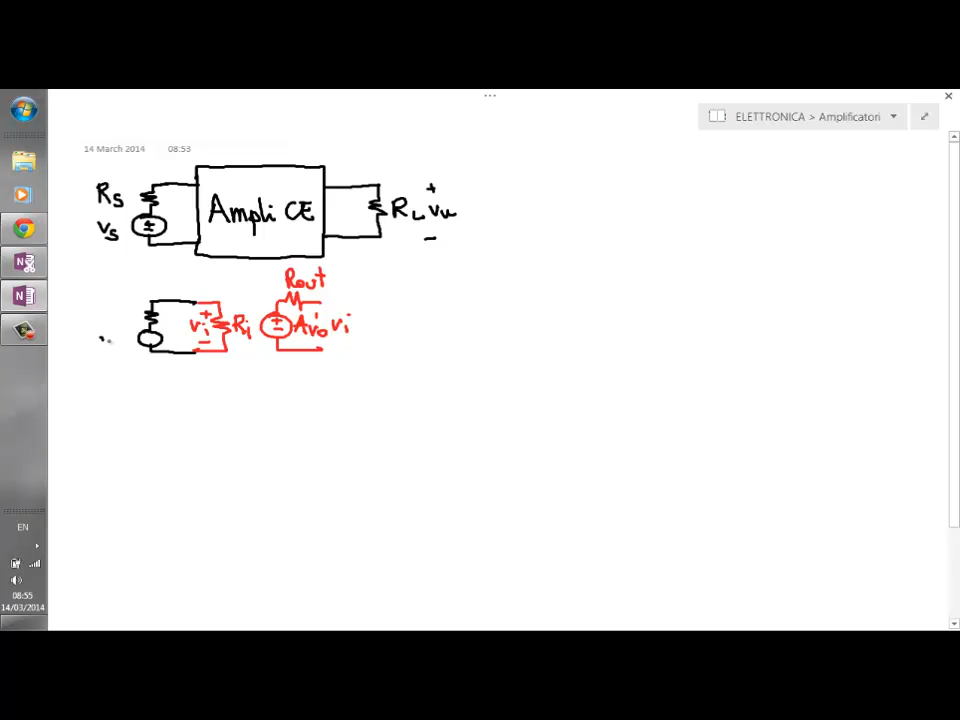 ELETTRONICA > Amplificatori
14 March 2014 08:53
Rs
Ampli CE
RL
+
vu
vs
±
−
Rout
+
vi
Ri
+
−
Avo vi
−
EN
08:55
14/03/2014